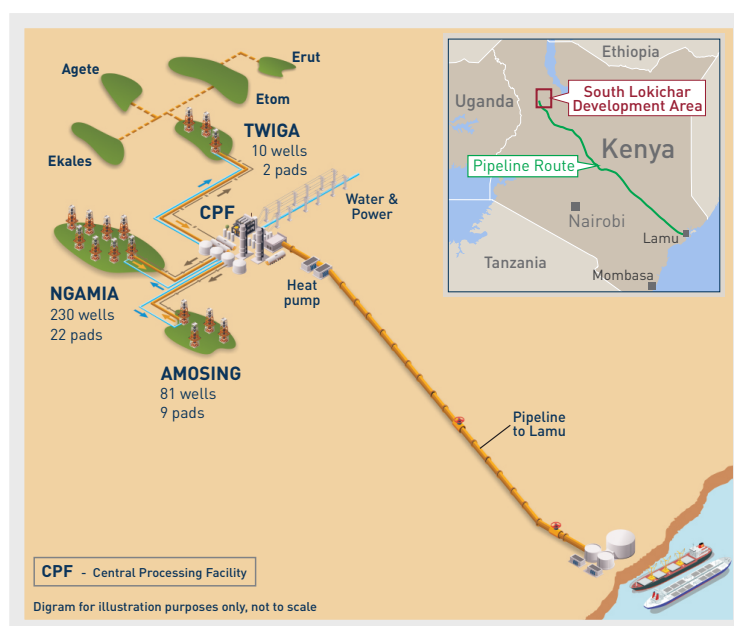 Erut
Agete
Etom
Ekales
TWIGA
10 wells
2 pads
CPF
Water &
Power
NGAMIA
230 wells
22 pads
Heat
pump
AMOSING
81 wells
9 pads
Pipeline
to Lamu
Ethiopia
Uganda
South Lokichar
Development Area
Kenya
Pipeline Route
Nairobi
Lamu
Tanzania
Mombasa
CPF - Central Processing Facility
Digram for illustration purposes only, not to scale